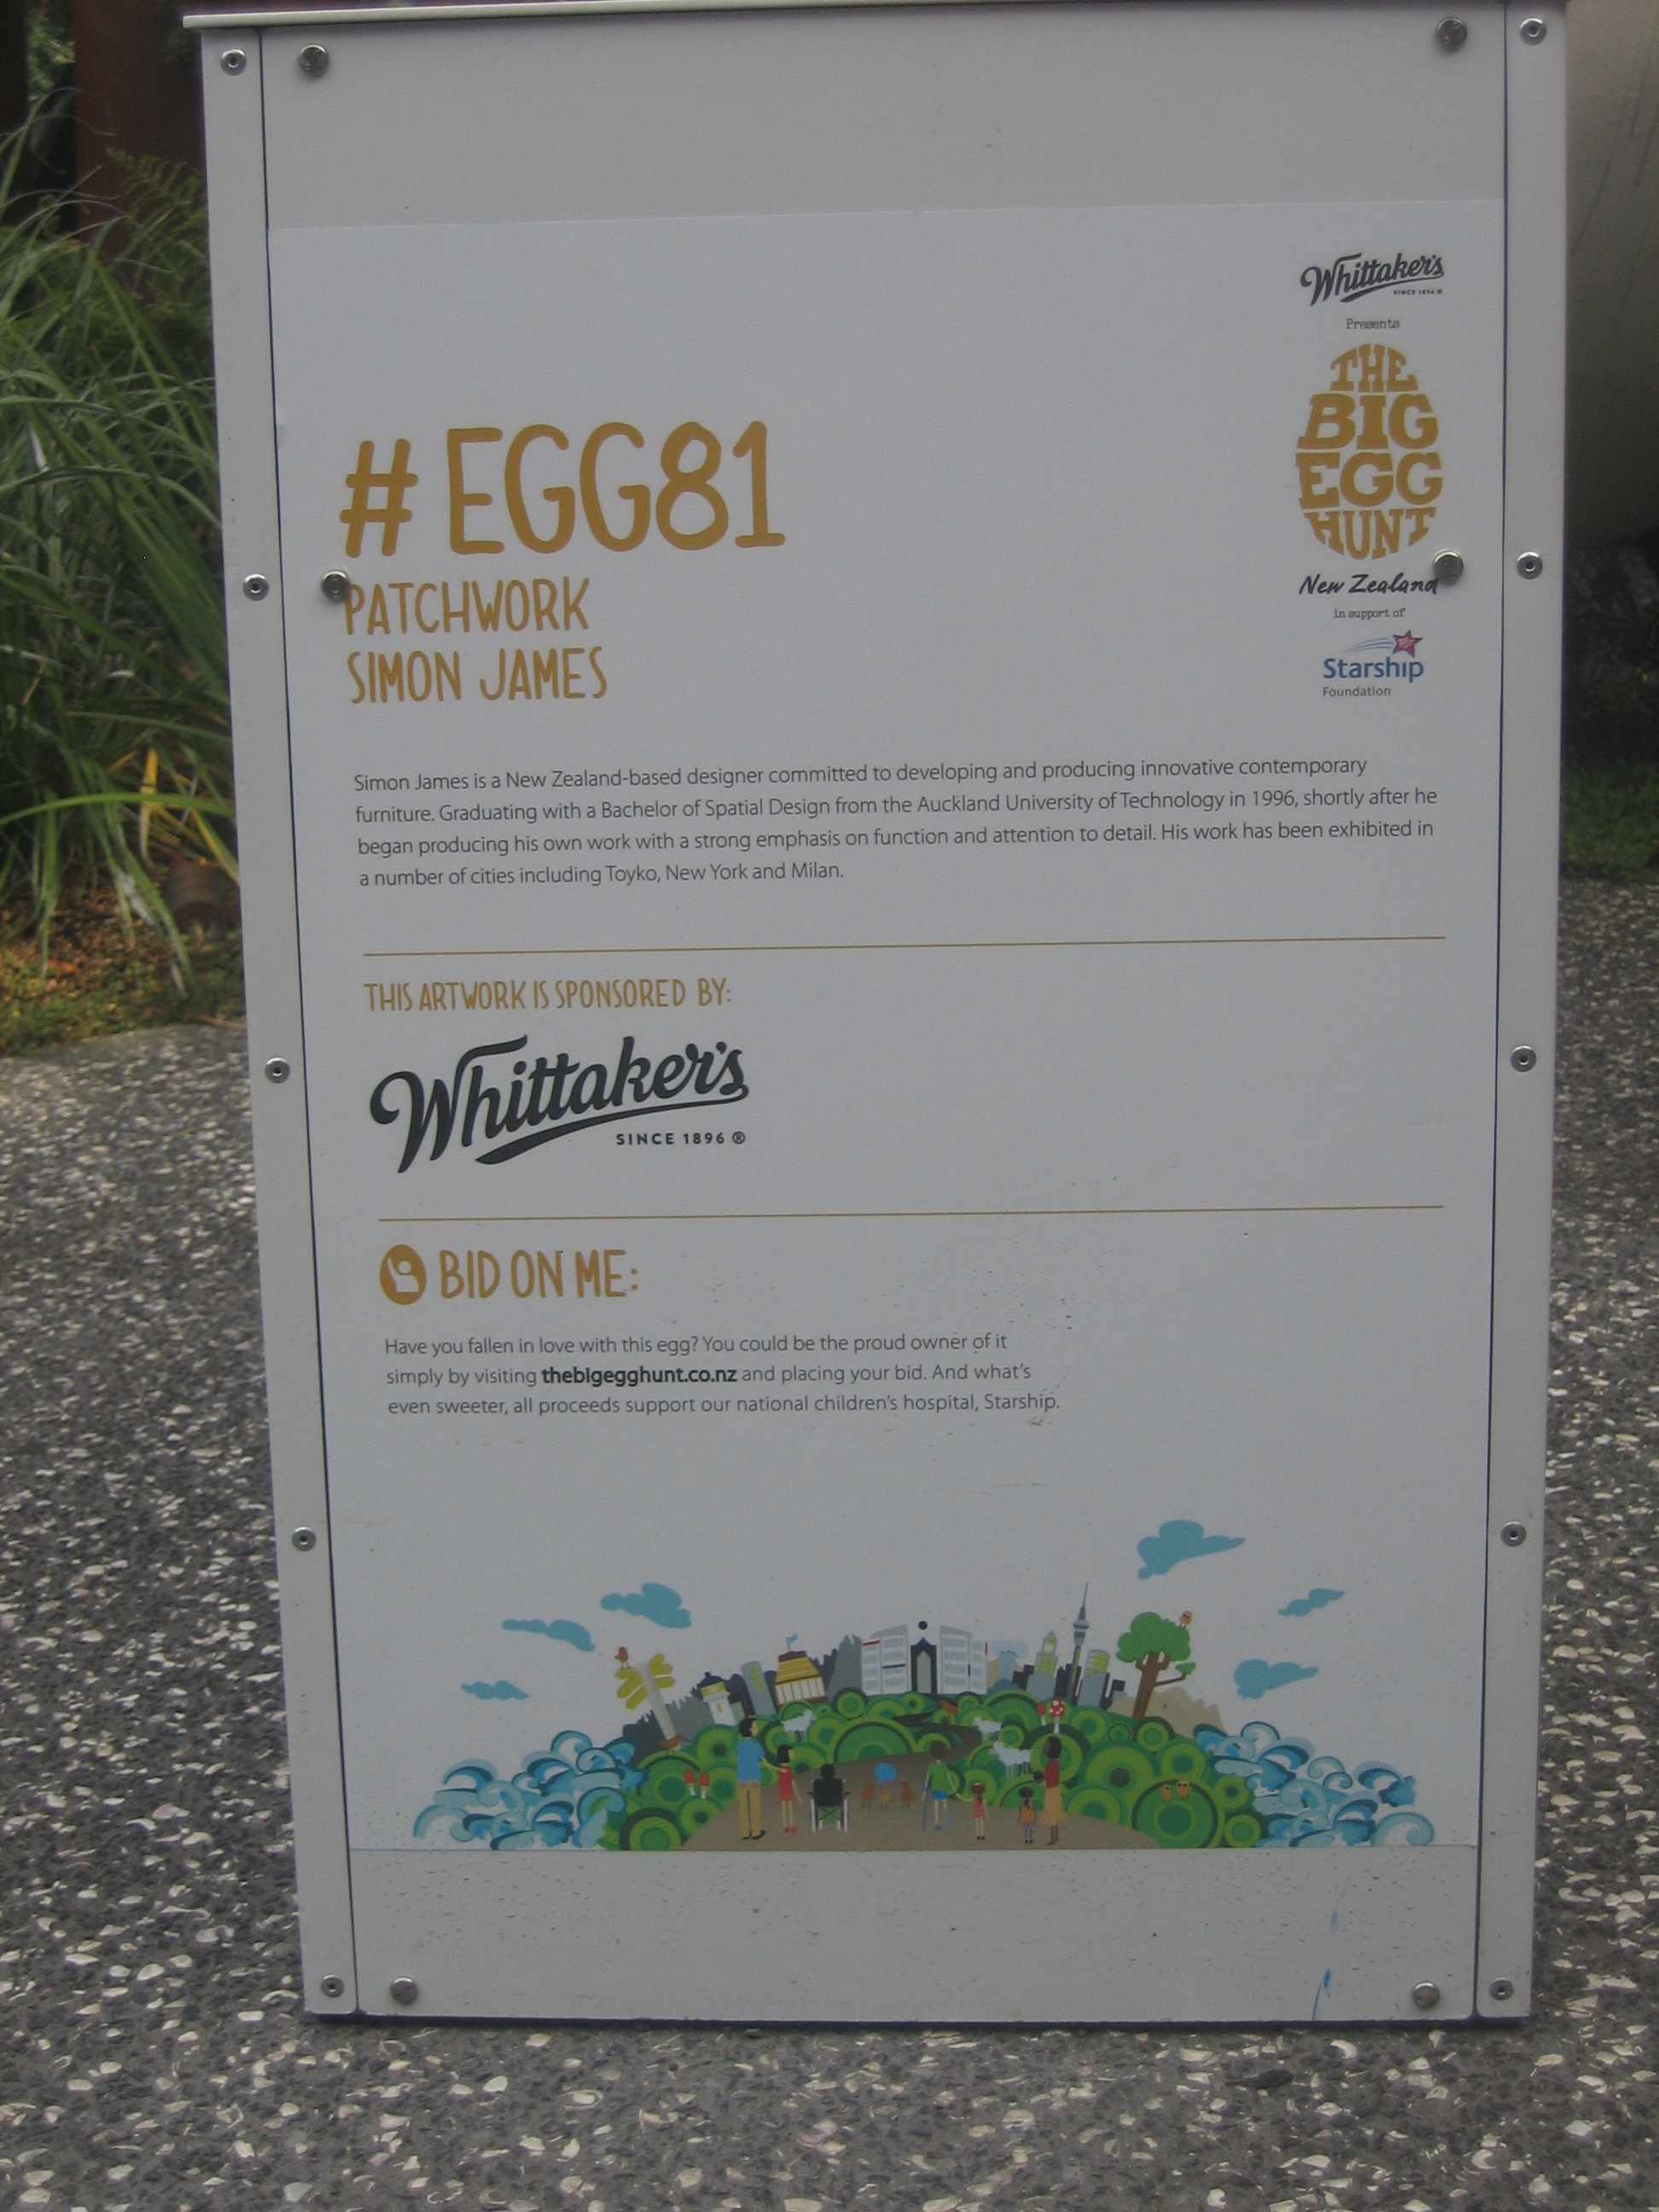 Whittaker's
SINCE 1896 ®
Presents
THE
BIG
EGG
HUNT
New Zealand
in support of
Starship
Foundation
# EGG81
PATCHWORK
SIMON JAMES
Simon James is a New Zealand-based designer committed to developing and producing innovative contemporary
furniture. Graduating with a Bachelor of Spatial Design from the Auckland University of Technology in 1996, shortly after he
began producing his own work with a strong emphasis on function and attention to detail. His work has been exhibited in
a number of cities including Toyko, New York and Milan.
THIS ARTWORK IS SPONSORED BY:
Whittaker's
SINCE 1896 ®
BID ON ME:
Have you fallen in love with this egg? You could be the proud owner of it
simply by visiting thebigegghunt.co.nz and placing your bid. And what's
even sweeter, all proceeds support our national children's hospital, Starship.